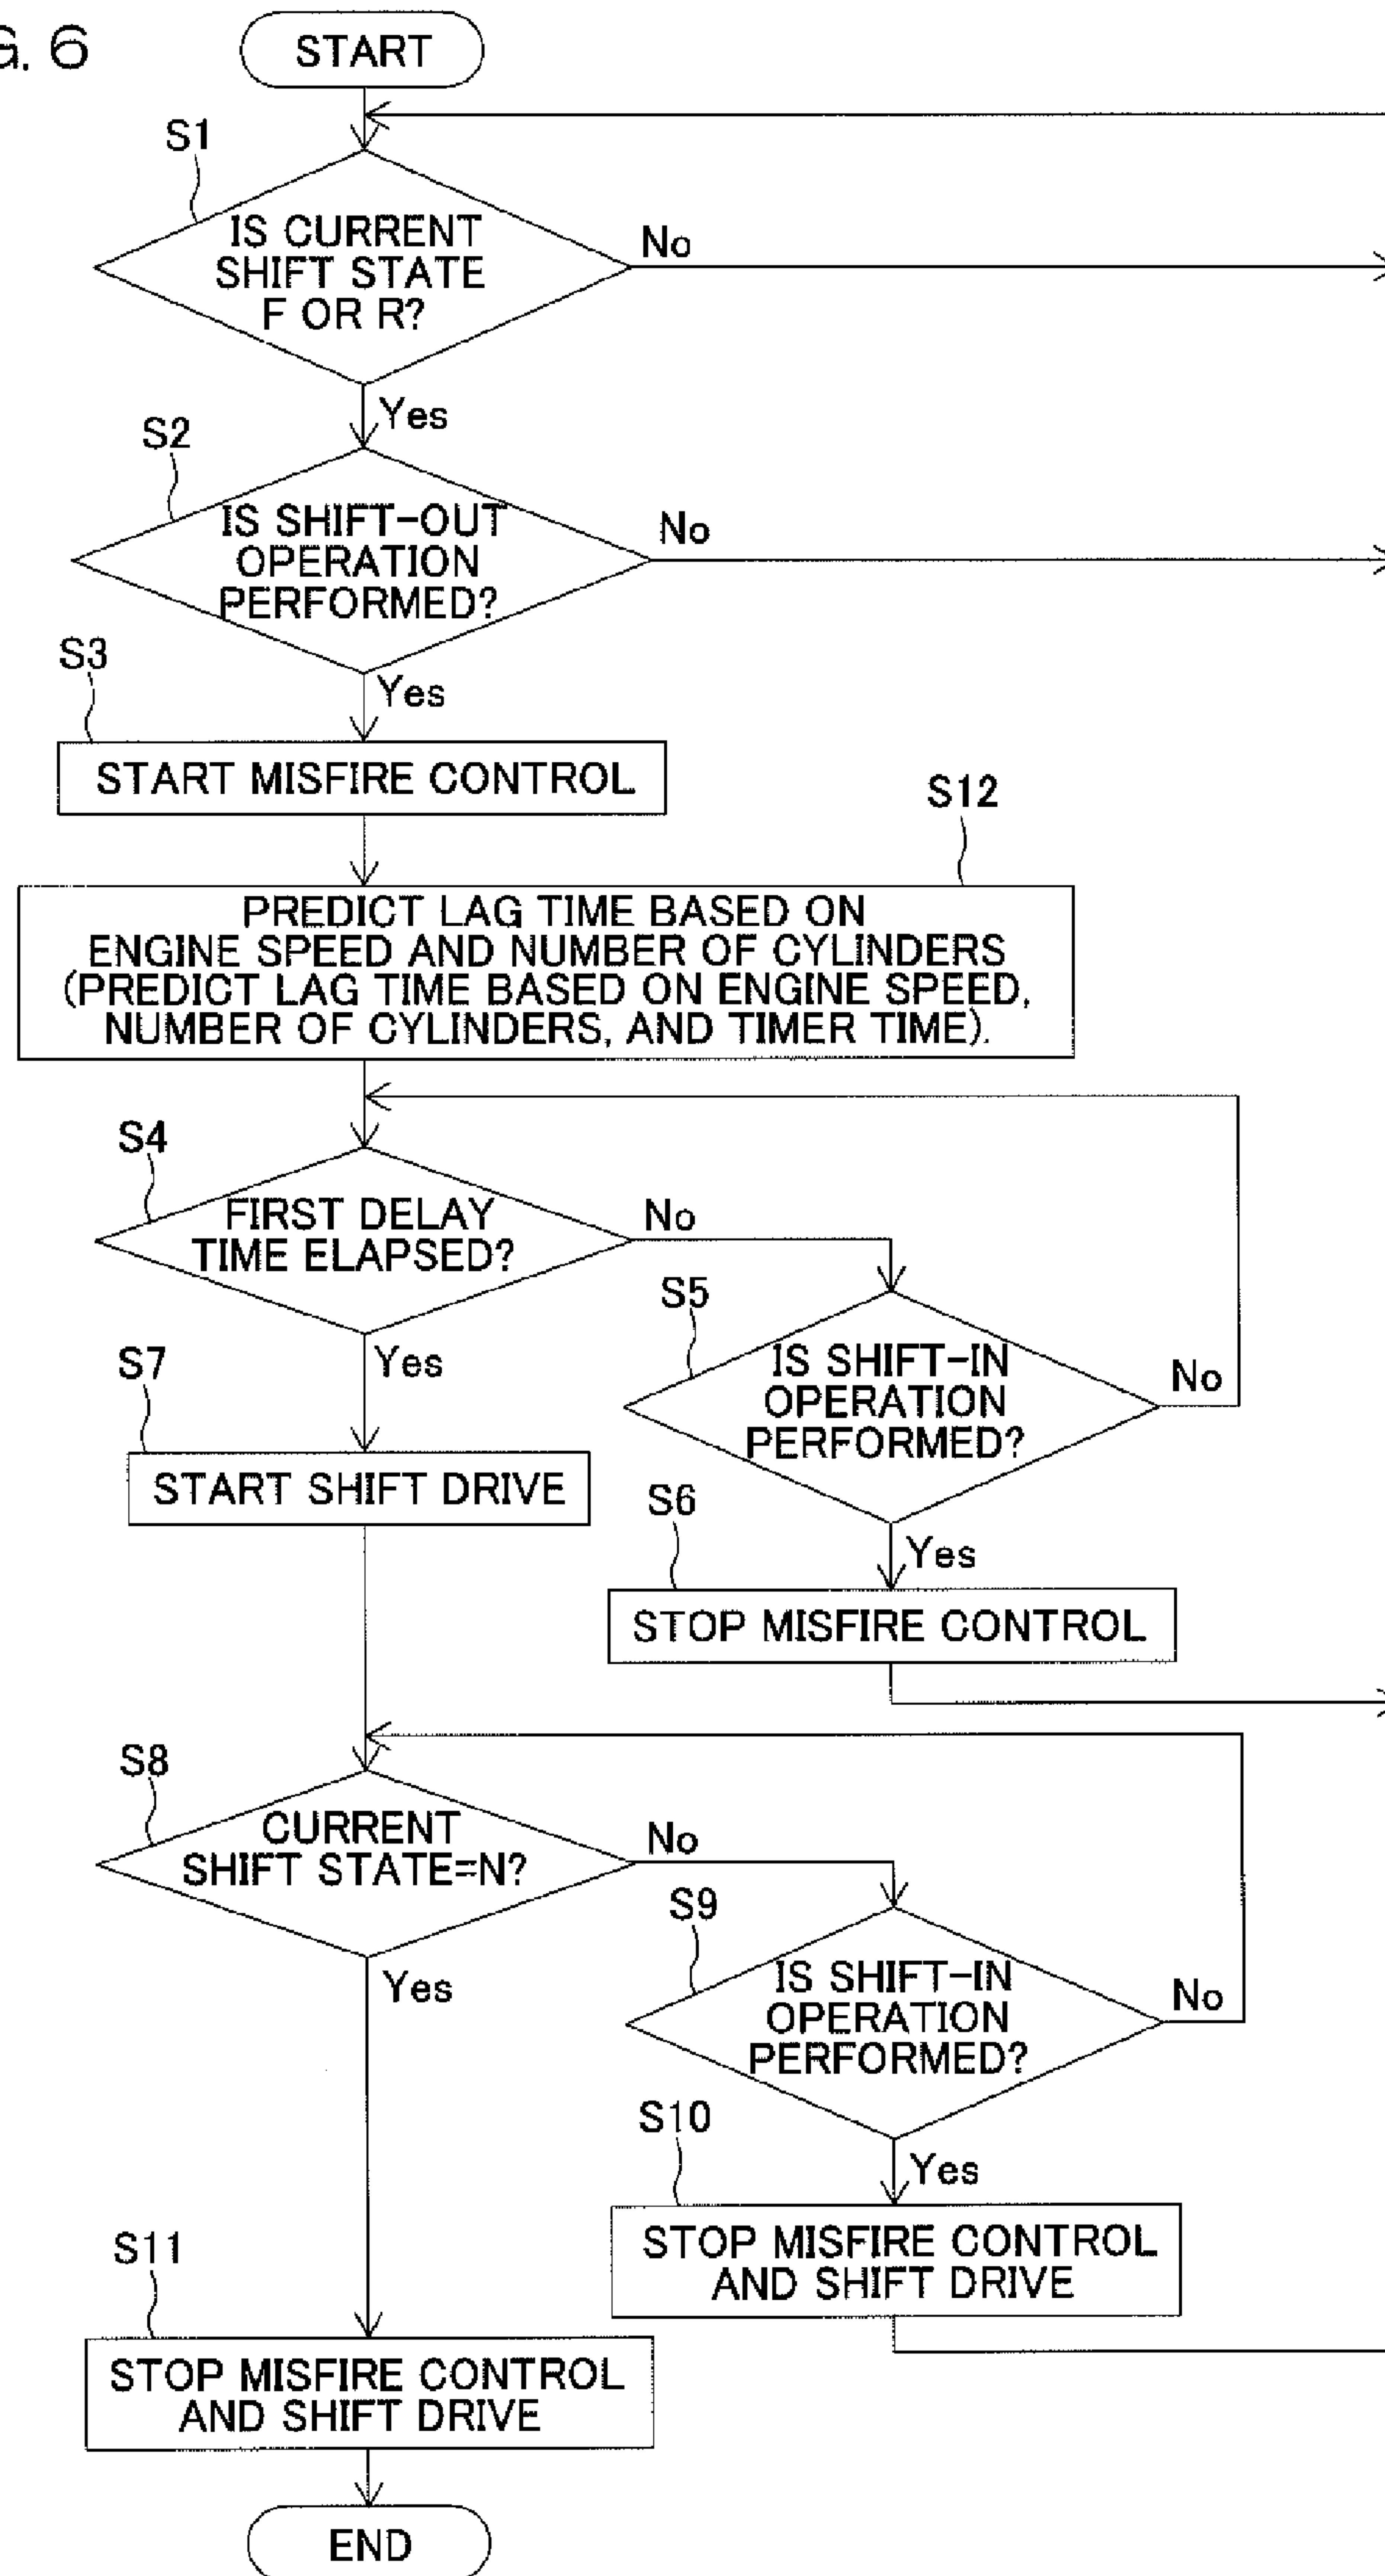 G. 6
START
S1
IS CURRENT
SHIFT STATE
F OR R?
No
Yes
S2
IS SHIFT-OUT
OPERATION
PERFORMED?
No
Yes
S3
START MISFIRE CONTROL
S12
PREDICT LAG TIME BASED ON
ENGINE SPEED AND NUMBER OF CYLINDERS
(PREDICT LAG TIME BASED ON ENGINE SPEED,
NUMBER OF CYLINDERS, AND TIMER TIME).
S4
FIRST DELAY
TIME ELAPSED?
No
Yes
S5
IS SHIFT-IN
OPERATION
PERFORMED?
No
Yes
S7
START SHIFT DRIVE
S6
STOP MISFIRE CONTROL
S8
CURRENT
SHIFT STATE=N?
No
Yes
S9
IS SHIFT-IN
OPERATION
PERFORMED?
No
Yes
S10
STOP MISFIRE CONTROL
AND SHIFT DRIVE
S11
STOP MISFIRE CONTROL
AND SHIFT DRIVE
END